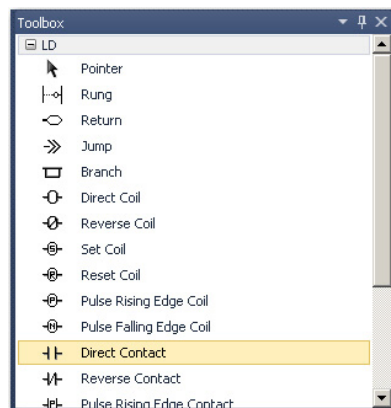 Toolbox
LD
Pointer
Rung
Return
Jump
Branch
Direct Coil
Reverse Coil
Set Coil
Reset Coil
Pulse Rising Edge Coil
Pulse Falling Edge Coil
Direct Contact
Reverse Contact
Pulse Rising Edge Contact